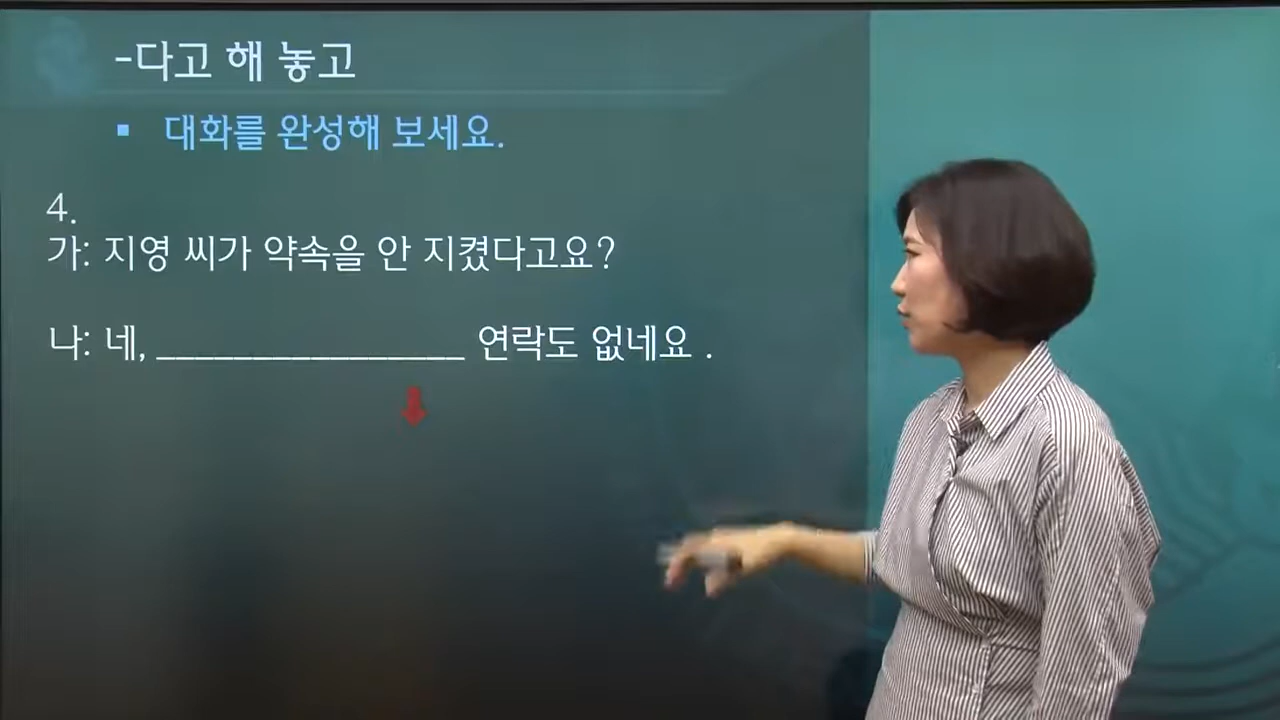 -다고 해 놓고
▪ 대화를 완성해 보세요.
4.
가: 지영 씨가 약속을 안 지켰다고요?
나: 네, ________________ 연락도 없네요 .